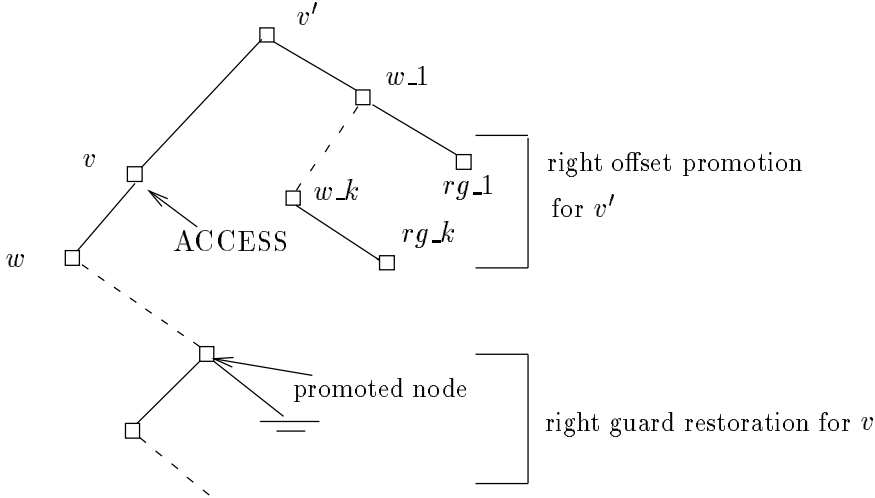 v′
w_1
v
right offset promotion
rg_1
w_k
for v′
ACCESS
rg_k
w
promoted node
right guard restoration for v